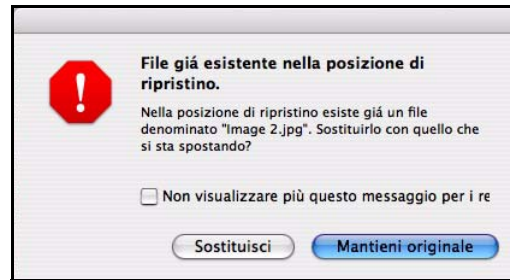 File giá esistente nella posizione di
ripristino.
Nella posizione di ripristino esiste giá un file
denominato "Image 2.jpg". Sostituirlo con quello che
si sta spostando?
Non visualizzare più questo messaggio per i re
Sostituisci
Mantieni originale